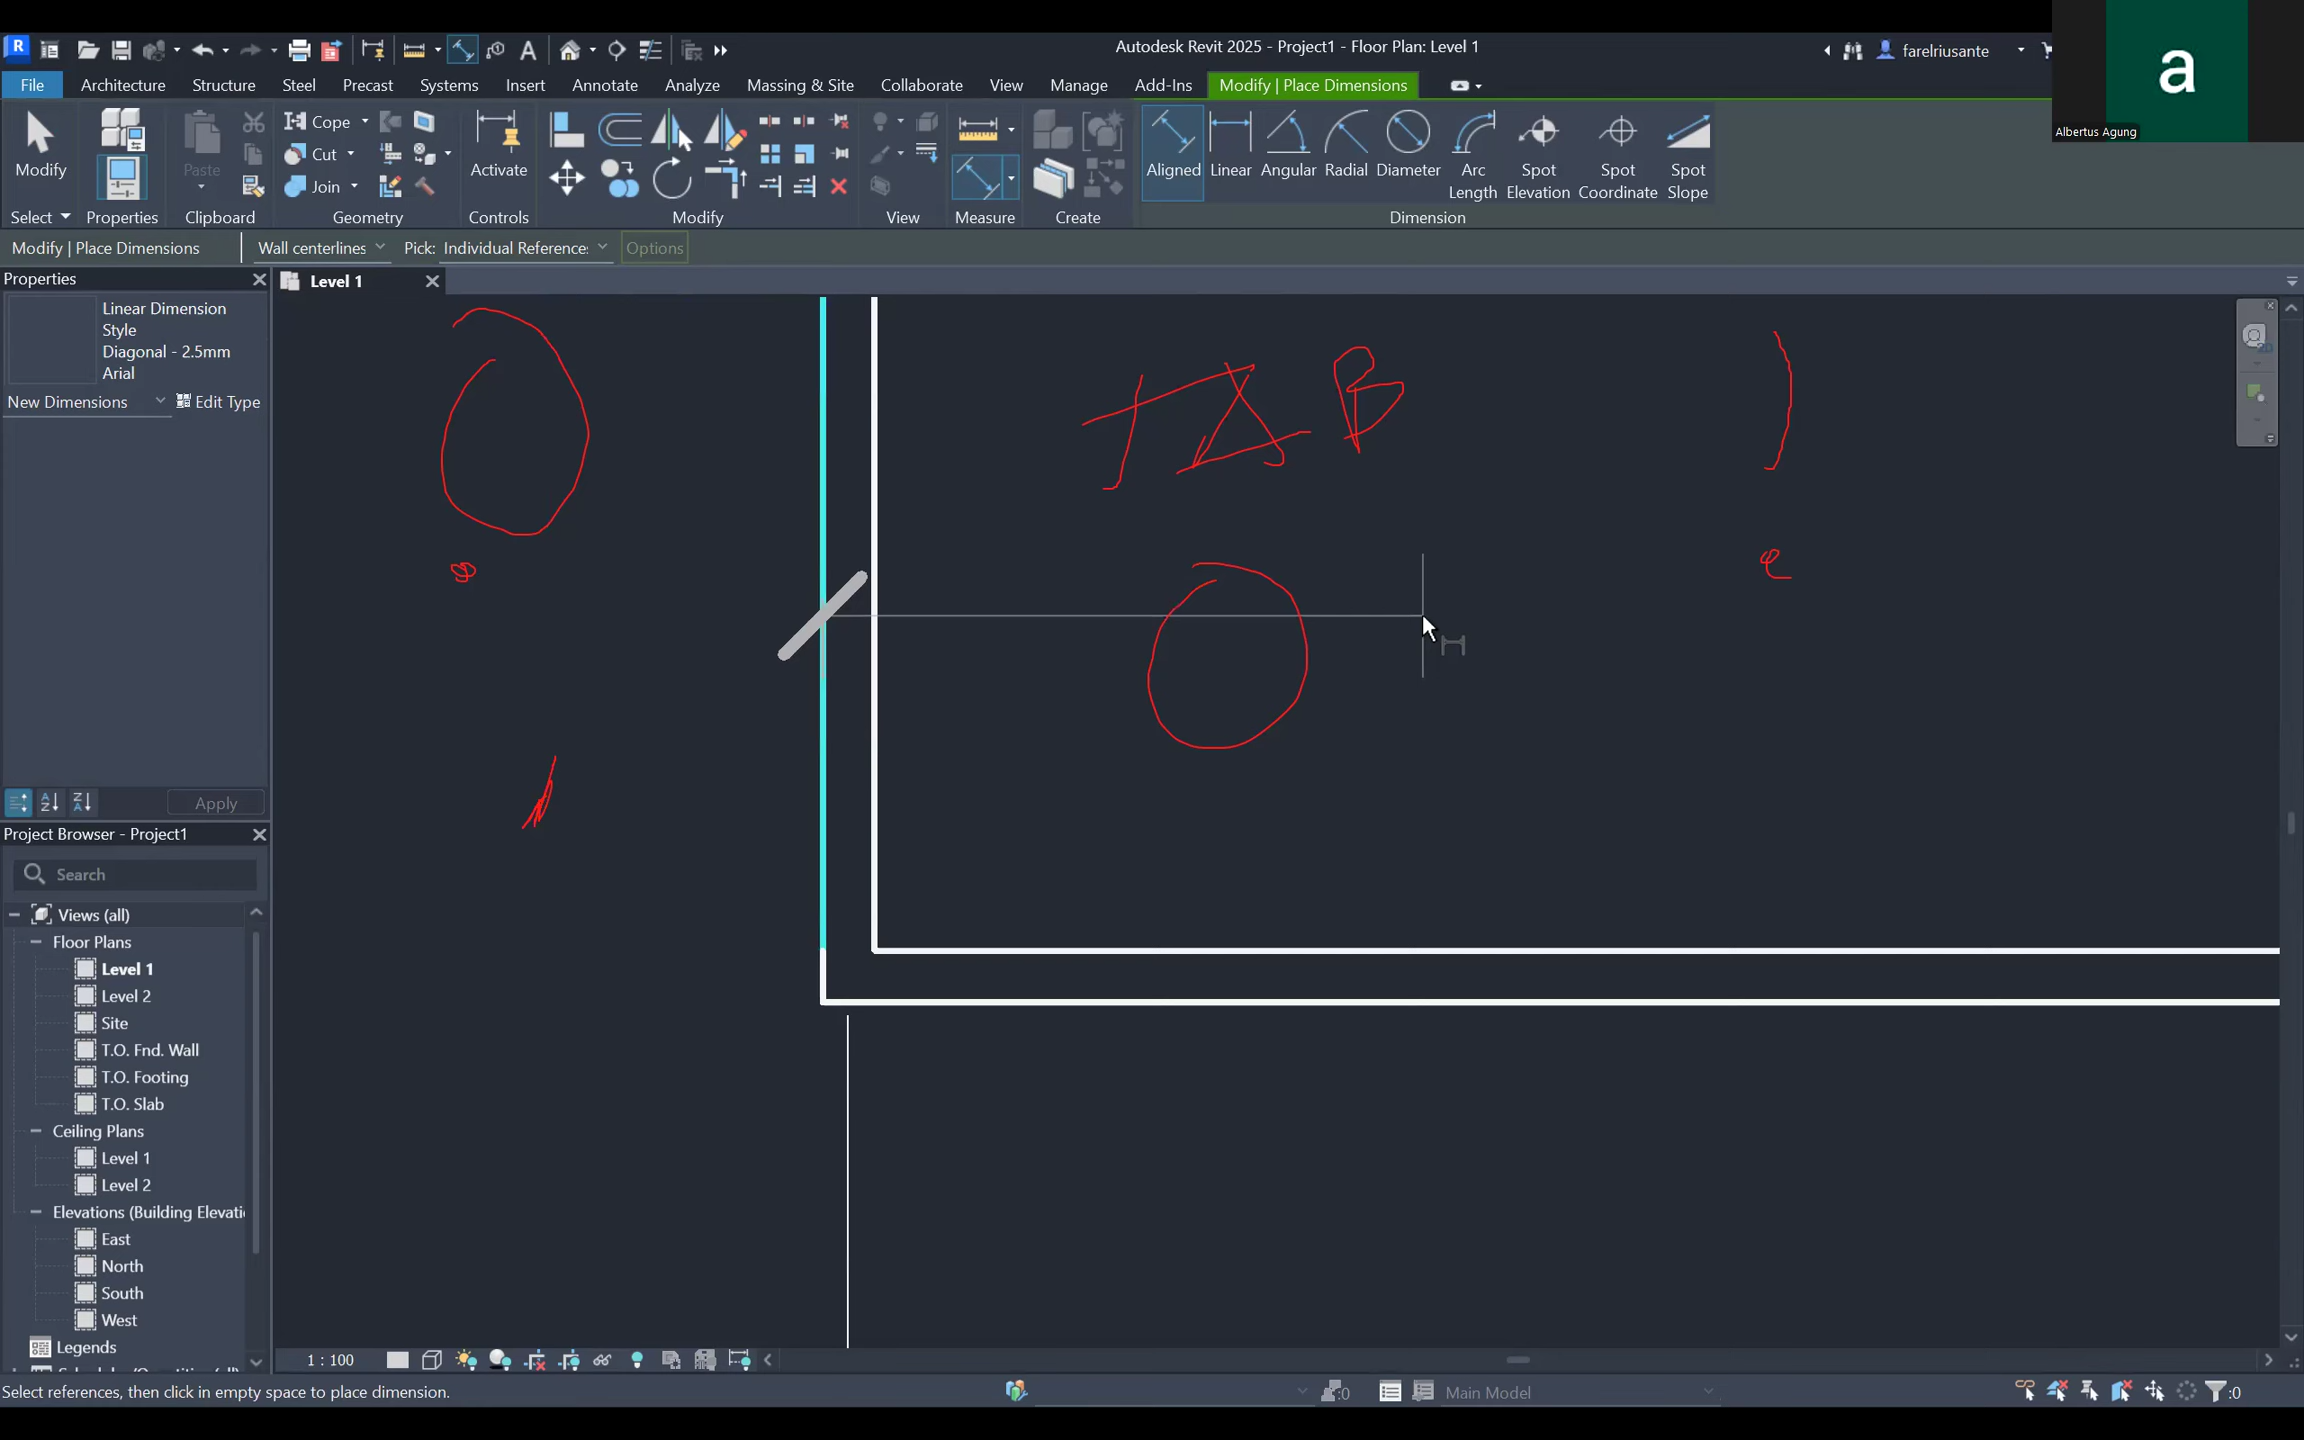 Autodesk Revit 2025 - Project1 - Floor Plan: Level 1
farelriusante
a
Albertus Agung
File Architecture Structure Steel Precast Systems Insert Annotate Analyze Massing & Site Collaborate View Manage Add-Ins Modify | Place Dimensions
Modify
Paste
Cope
Cut
Join
Activate
Aligned Linear Angular Radial Diameter Arc Length Spot Elevation Spot Coordinate Spot Slope
Select Properties Clipboard Geometry Controls Modify View Measure Create Dimension
Modify | Place Dimensions Wall centerlines Pick: Individual Reference: Options
Properties
Level 1
Linear Dimension
Style
Diagonal - 2.5mm
Arial
New Dimensions Edit Type
TAB
Apply
Project Browser - Project1
Search
Views (all)
Floor Plans
Level 1
Level 2
Site
T.O. Fnd. Wall
T.O. Footing
T.O. Slab
Ceiling Plans
Level 1
Level 2
Elevations (Building Elevati
East
North
South
West
Legends
1 : 100
Select references, then click in empty space to place dimension.
:0
Main Model
:0